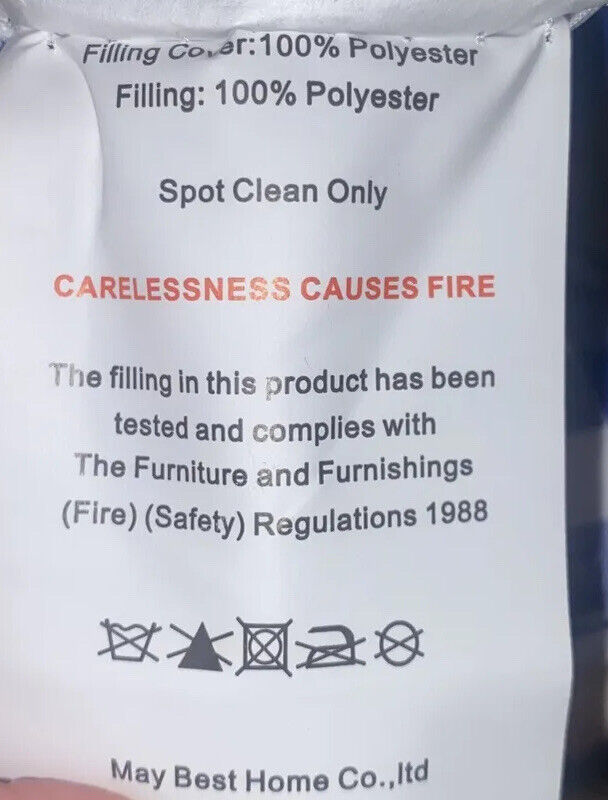 Filling Cover:100% Polyester
Filling: 100% Polyester
Spot Clean Only
CARELESSNESS CAUSES FIRE
The filling in this product has been
tested and complies with
The Furniture and Furnishings
(Fire) (Safety) Regulations 1988
May Best Home Co.,ltd